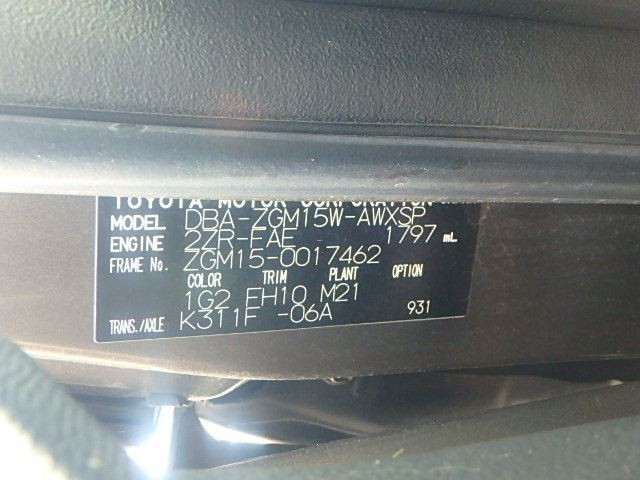 TOYOTA MOTOR CORPORATION
MODEL DBA-ZGM15W-AWXSP
ENGINE 2ZR-FAE 1797 mL
FRAME No. ZGM15-0017462
COLOR TRIM PLANT OPTION
1G2 FH10 M21
TRANS./AXLE K311F -06A 931